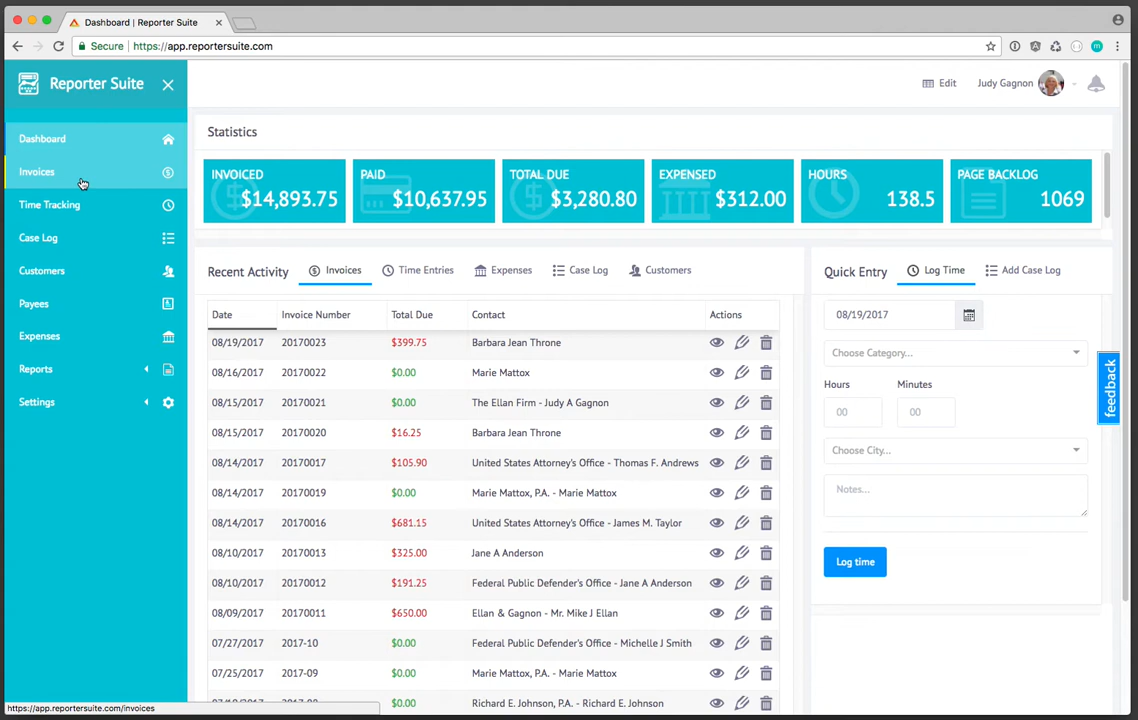 Dashboard | Reporter Suite
Secure https://app.reportersuite.com
Reporter Suite
Edit
Judy Gagnon
Dashboard
Invoices
Time Tracking
Case Log
Customers
Payees
Expenses
Reports
Settings
Statistics
INVOICED
$14,893.75
PAID
$10,637.95
TOTAL DUE
$3,280.80
EXPENSED
$312.00
HOURS
138.5
PAGE BACKLOG
1069
Recent Activity Invoices Time Entries Expenses Case Log Customers
Date Invoice Number Total Due Contact Actions
08/19/2017 20170023 $399.75 Barbara Jean Throne
08/16/2017 20170022 $0.00 Marie Mattox
08/15/2017 20170021 $0.00 The Ellan Firm - Judy A Gagnon
08/15/2017 20170020 $16.25 Barbara Jean Throne
08/14/2017 20170017 $105.90 United States Attorney's Office - Thomas F. Andrews
08/14/2017 20170019 $0.00 Marie Mattox, P.A. - Marie Mattox
08/14/2017 20170016 $681.15 United States Attorney's Office - James M. Taylor
08/10/2017 20170013 $325.00 Jane A Anderson
08/10/2017 20170012 $191.25 Federal Public Defender's Office - Jane A Anderson
08/09/2017 20170011 $650.00 Ellan & Gagnon - Mr. Mike J Ellan
07/27/2017 2017-10 $0.00 Federal Public Defender's Office - Michelle J Smith
07/25/2017 2017-09 $0.00 Marie Mattox, P.A. - Marie Mattox
$0.00 Richard E. Johnson, P.A. - Richard E. Johnson
Quick Entry Log Time Add Case Log
08/19/2017
Choose Category...
Hours Minutes
00 00
Choose City...
Notes...
Log time
feedback
https://app.reportersuite.com/invoices